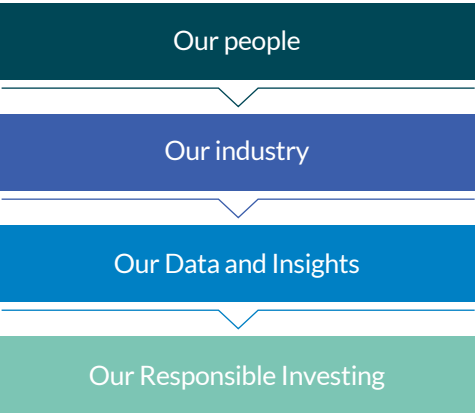 Our people
Our industry
Our Data and Insights
Our Responsible Investing